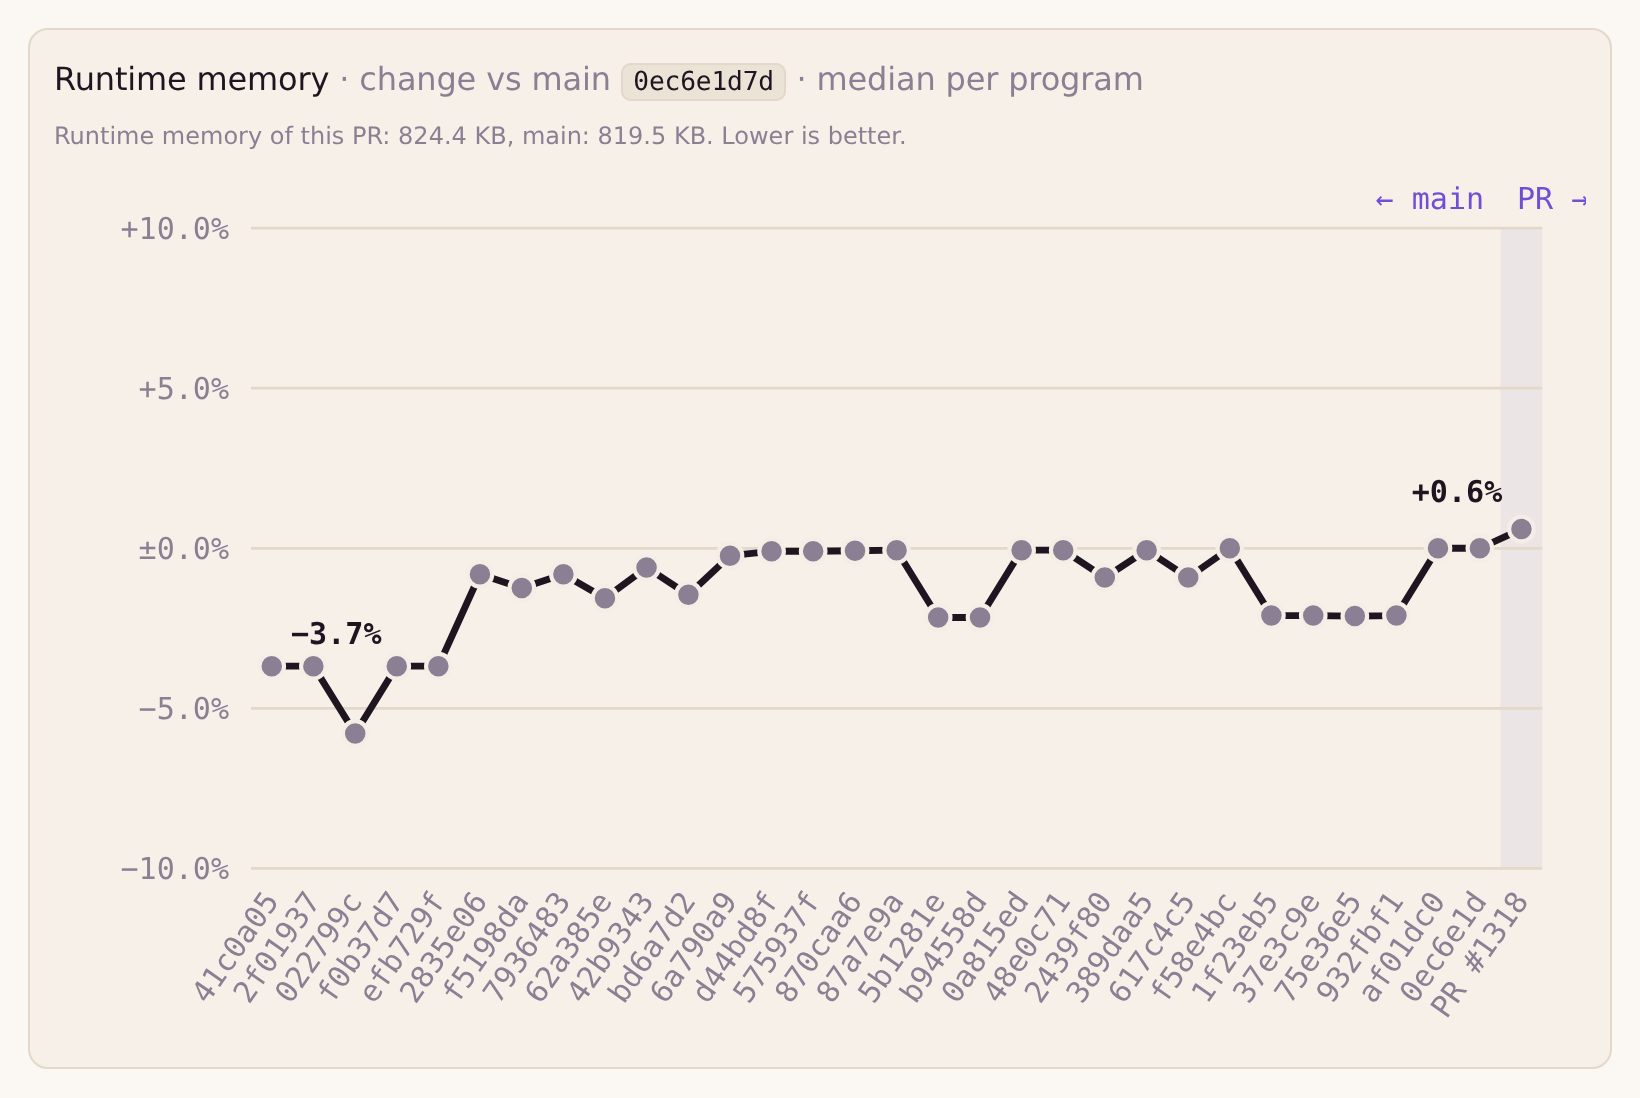 Runtime memory · change vs main 0ec6e1d7d · median per program
Runtime memory of this PR: 824.4 KB, main: 819.5 KB. Lower is better.
← main PR →
+10.0%
+5.0%
+0.6%
±0.0%
−3.7%
−5.0%
−10.0%
41c0a05
2f01937
022799c
f0b37d7
efb729f
2835e06
f5198da
7936483
62a385e
42b9343
bd6a7d2
6a790a9
d44bd8f
575937f
870caa6
87a7e9a
5b1281e
b94558d
0a815ed
48e0c71
2439f80
389daa5
617c4c5
f58e4bc
1f23eb5
37e3c9e
75e36e5
932fbf1
af01dc0
0ec6e1d
PR #1318